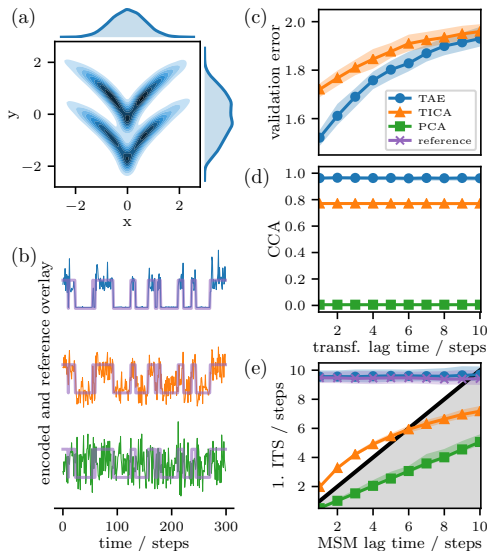 (a)
y
2
0
−2
−2
0
2
x
(b)
encoded and reference overlay
0
100
200
300
time / steps
(c)
validation error
2.0
1.8
1.6
TAE
TICA
PCA
reference
(d)
CCA
1.0
0.8
0.6
0.4
0.2
0.0
2
4
6
8
10
transf. lag time / steps
(e)
1. ITS / steps
10
8
6
4
2
2
4
6
8
10
MSM lag time / steps